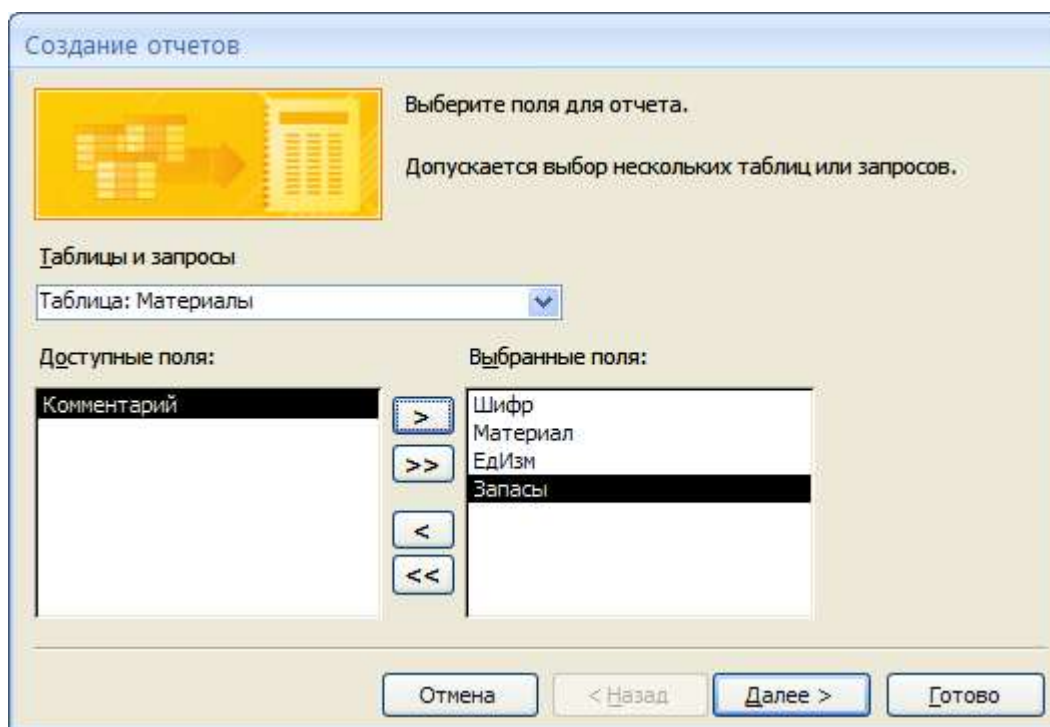 Создание отчетов
Выберите поля для отчета.
Допускается выбор нескольких таблиц или запросов.
Таблицы и запросы
Таблица: Материалы
Доступные поля:
Выбранные поля:
Комментарий
>
>>
<
<<
Шифр
Материал
ЕдИзм
Запасы
Отмена
< Назад
Далее >
Готово